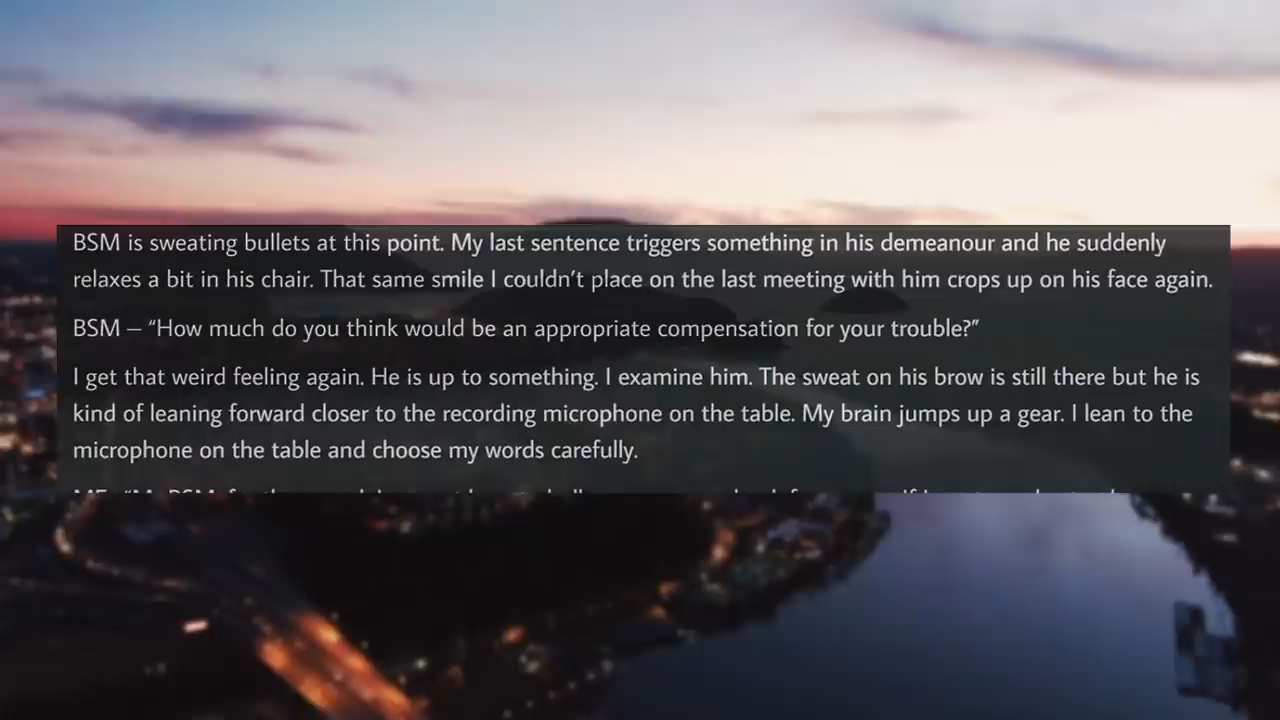 BSM is sweating bullets at this point. My last sentence triggers something in his demeanour and he suddenly
relaxes a bit in his chair. That same smile I couldn’t place on the last meeting with him crops up on his face again.
BSM – “How much do you think would be an appropriate compensation for your trouble?”
I get that weird feeling again. He is up to something. I examine him. The sweat on his brow is still there but he is
kind of leaning forward closer to the recording microphone on the table. My brain jumps up a gear. I lean to the
microphone on the table and choose my words carefully.